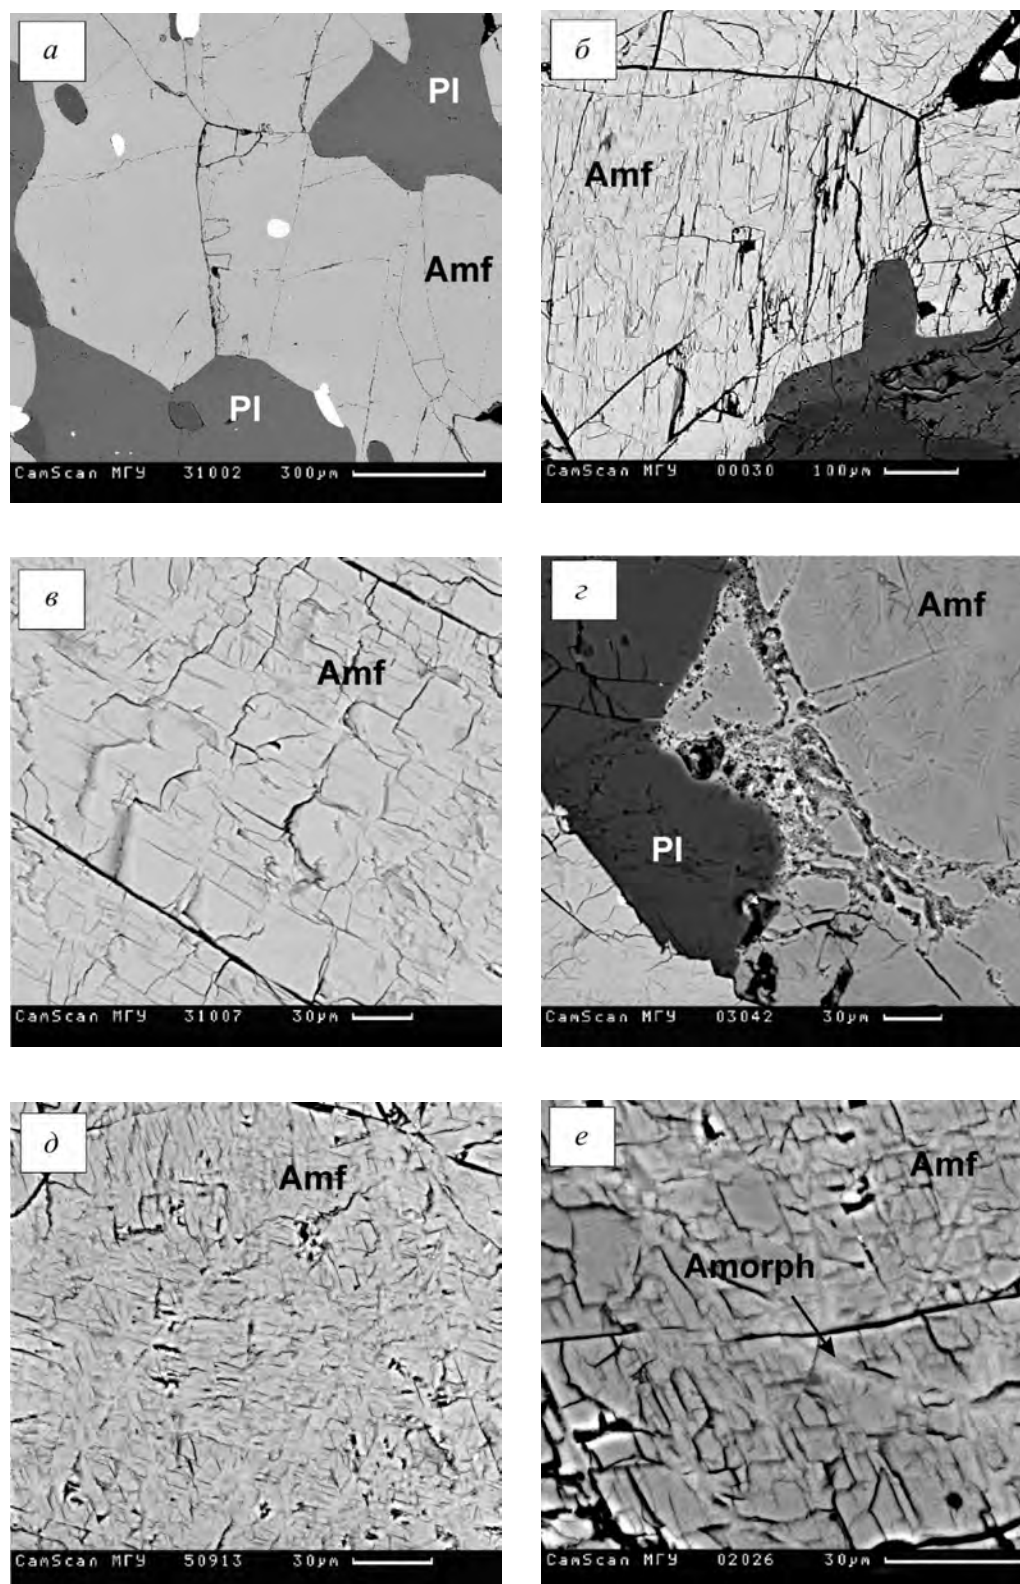 а
Pl
Amf
Pl
CamScan МГУ 31002 300µm
б
Amf
CamScan МГУ 00030 100µm
в
Amf
CamScan МГУ 31007 30µm
г
Amf
Pl
CamScan МГУ 03042 30µm
д
Amf
CamScan МГУ 50913 30µm
е
Amf
Amorph
CamScan МГУ 02026 30µm